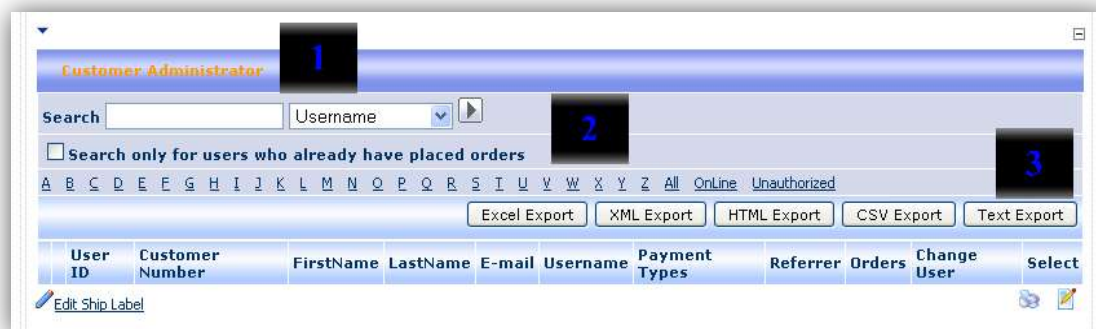 1
Customer Administrator
Search Username
2
Search only for users who already have placed orders
3
A B C D E F G H I J K L M N O P Q R S T U V W X Y Z All OnLine Unauthorized
Excel Export XML Export HTML Export CSV Export Text Export
User ID Customer Number FirstName LastName E-mail Username Payment Types Referrer Orders Change User Select
Edit Ship Label